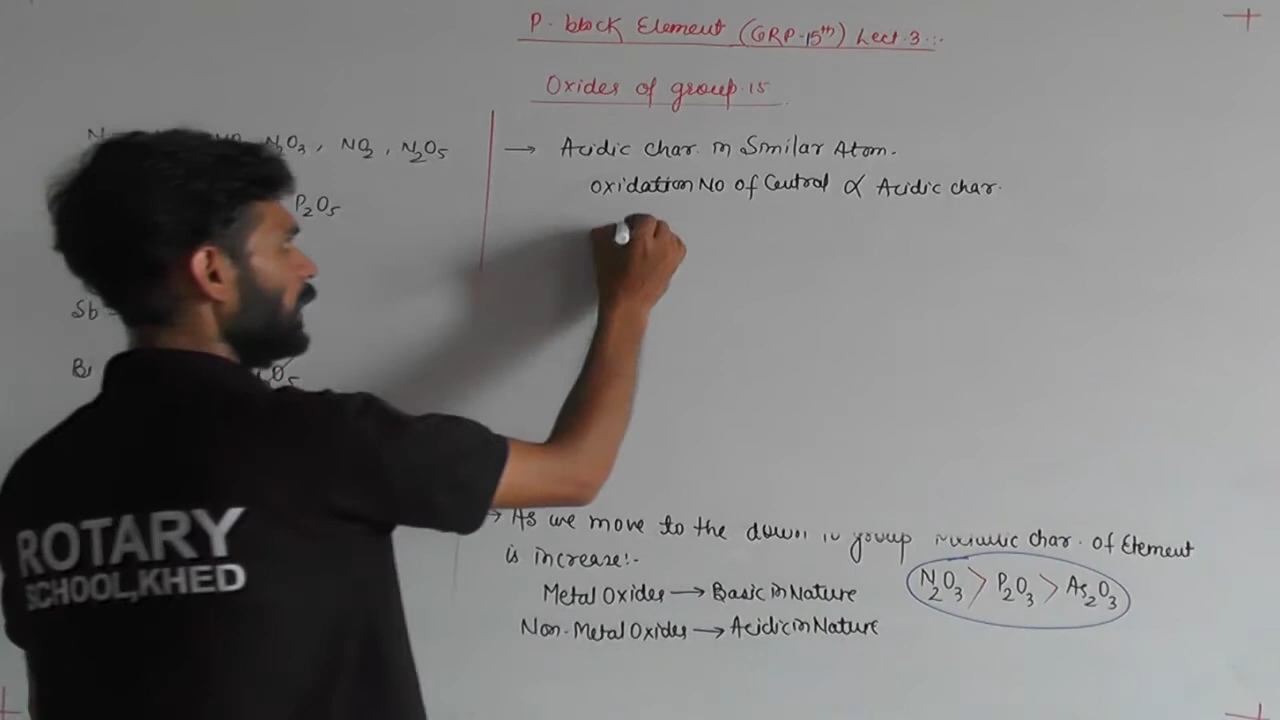 P-block Element (GRP-15th) Lect.3:-
Oxides of group 15
N
N2O3, NO2, N2O5
P2O5
Sb
Bi
O5
→ Acidic char. in Similar Atom.
Oxidation No of Central ∝ Acidic char.
→ As we move to the down in group char. of Element
is increase:-
Metal Oxides → Basic in Nature
Non-Metal Oxides → Acidic in Nature
N2O3 > P2O3 > As2O3
ROTARY
SCHOOL,KHED